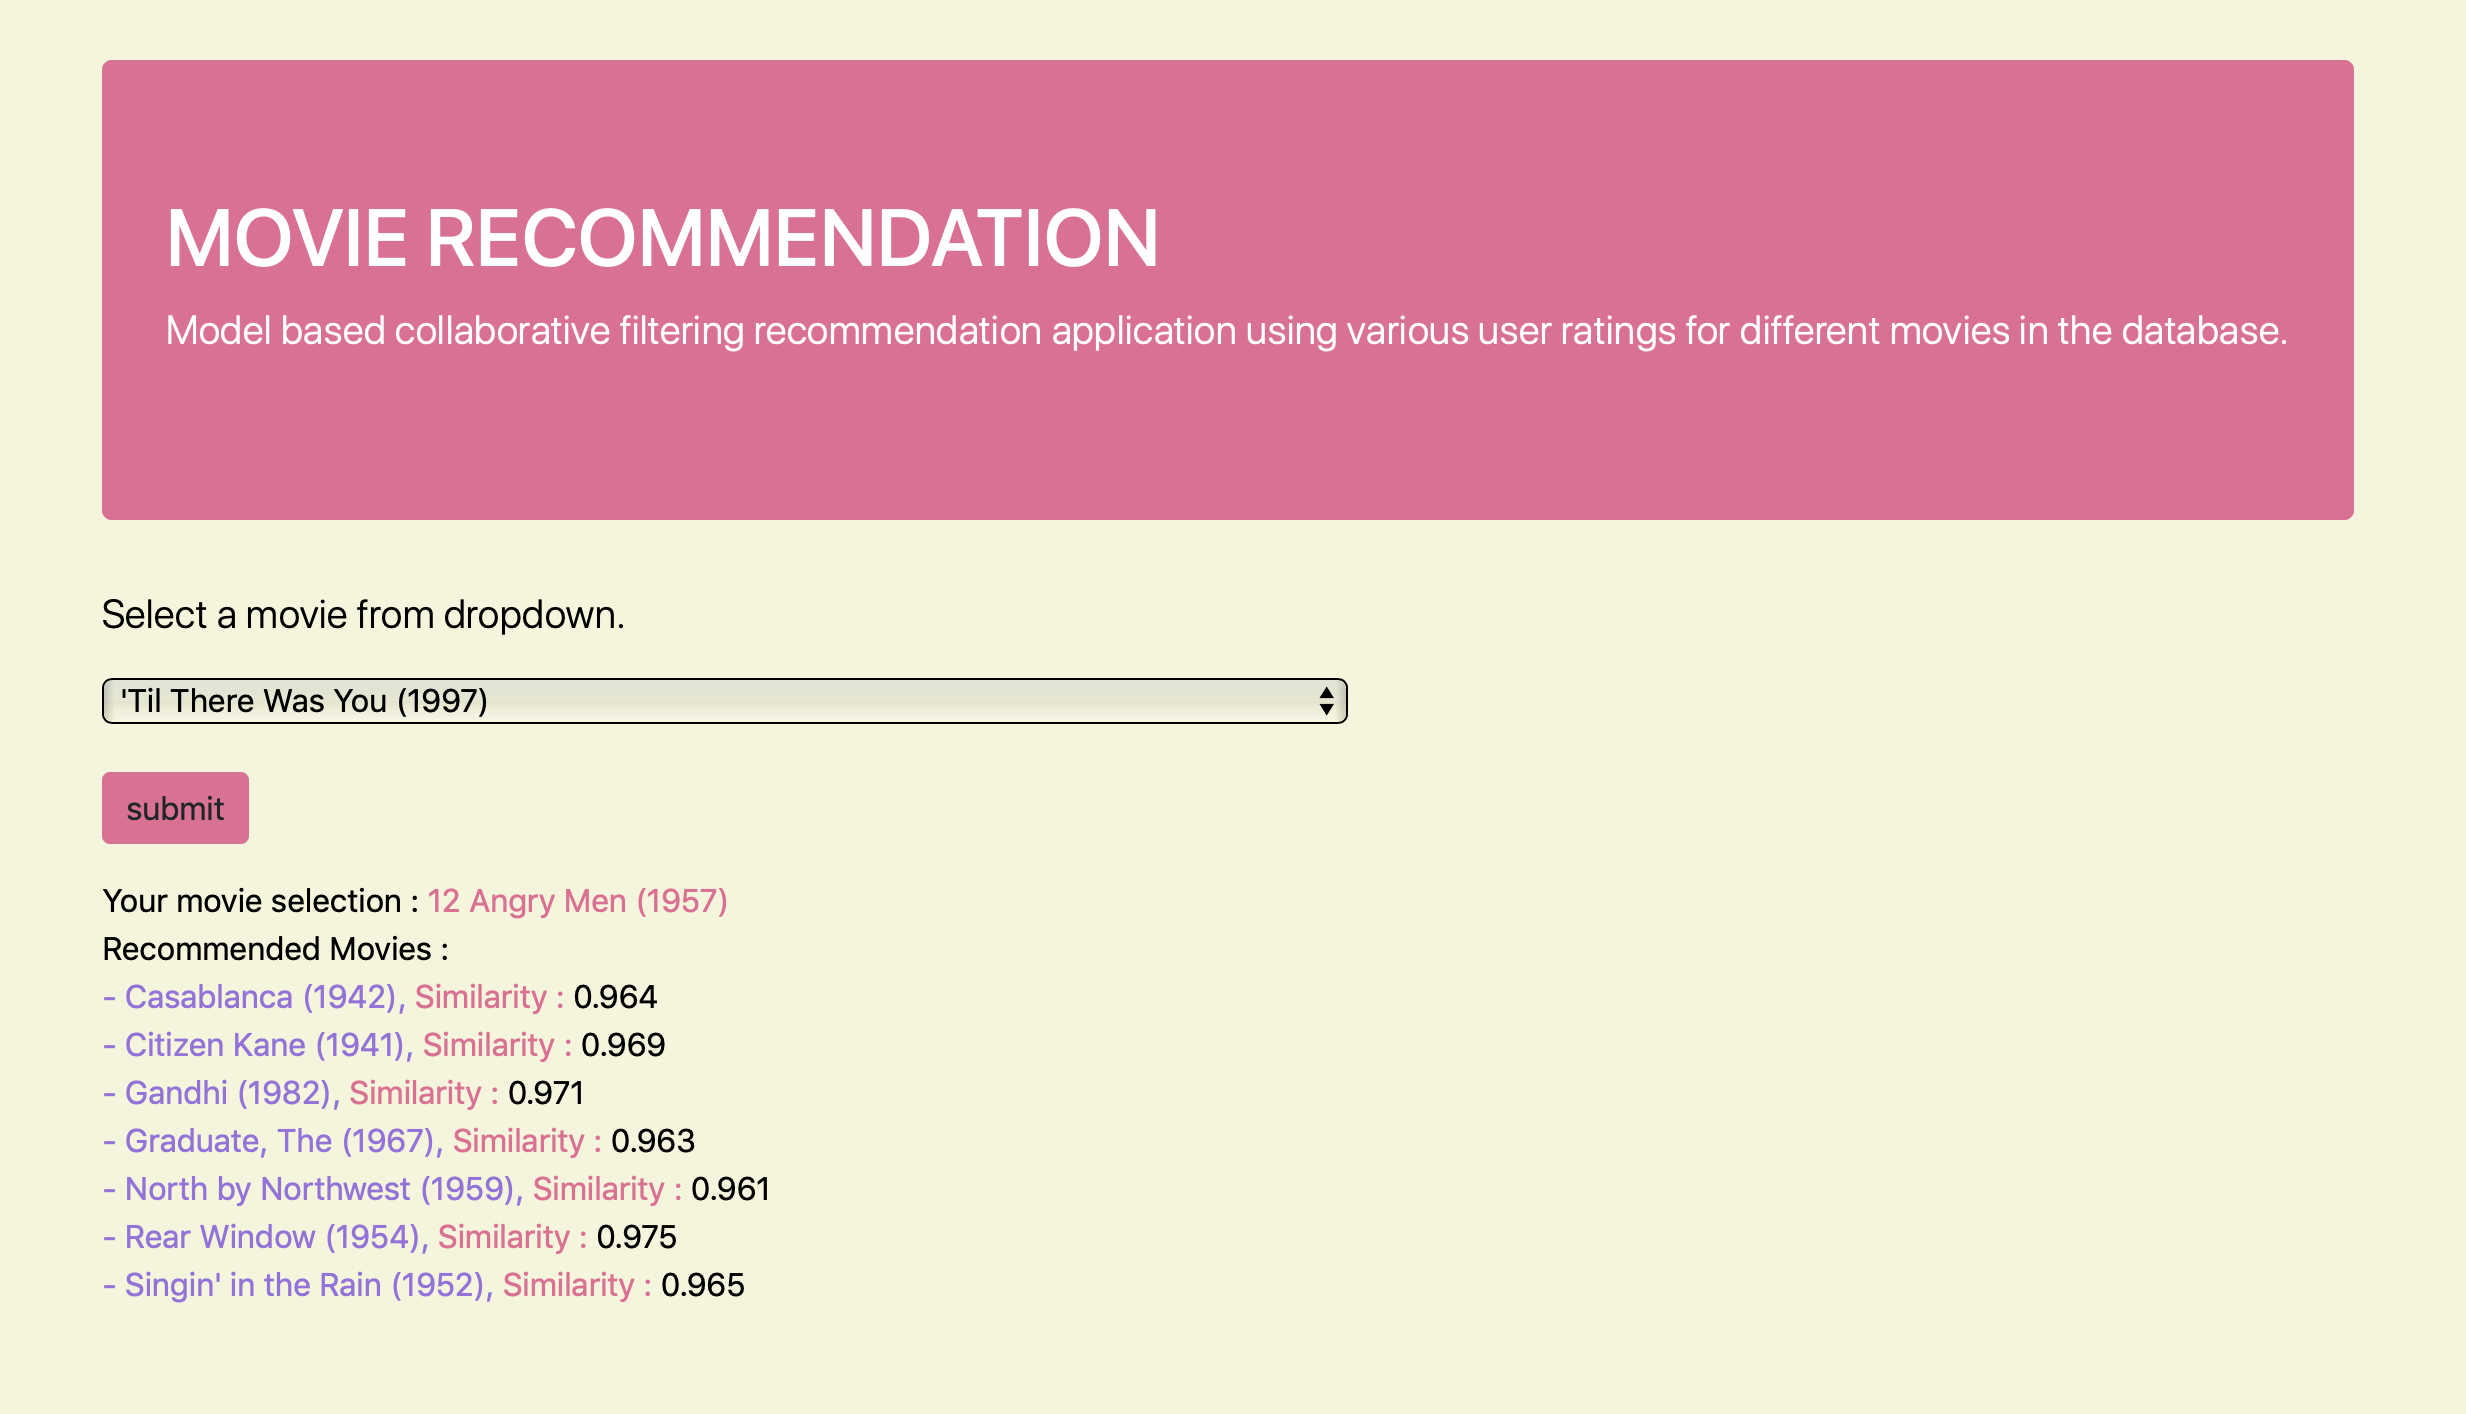 MOVIE RECOMMENDATION
Model based collaborative filtering recommendation application using various user ratings for different movies in the database.
Select a movie from dropdown.
'Til There Was You (1997)
submit
Your movie selection : 12 Angry Men (1957)
Recommended Movies :
- Casablanca (1942), Similarity : 0.964
- Citizen Kane (1941), Similarity : 0.969
- Gandhi (1982), Similarity : 0.971
- Graduate, The (1967), Similarity : 0.963
- North by Northwest (1959), Similarity : 0.961
- Rear Window (1954), Similarity : 0.975
- Singin' in the Rain (1952), Similarity : 0.965